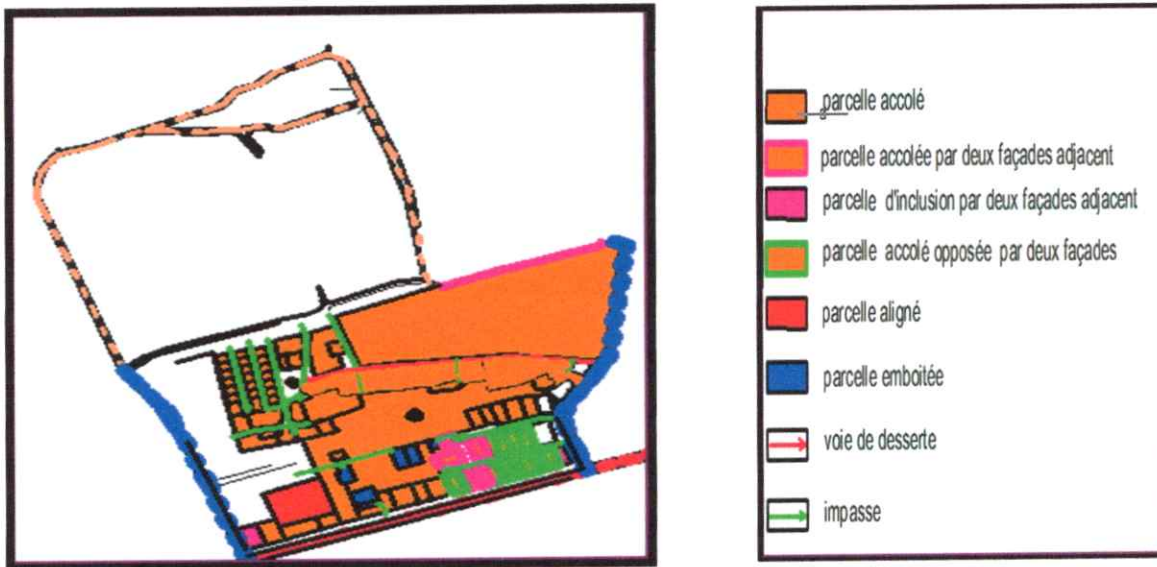 parcelle accolé
parcelle accolée par deux façades adjacent
parcelle d'inclusion par deux façades adjacent
parcelle accolé opposée par deux façades
parcelle aligné
parcelle emboitée
voie de desserte
impasse